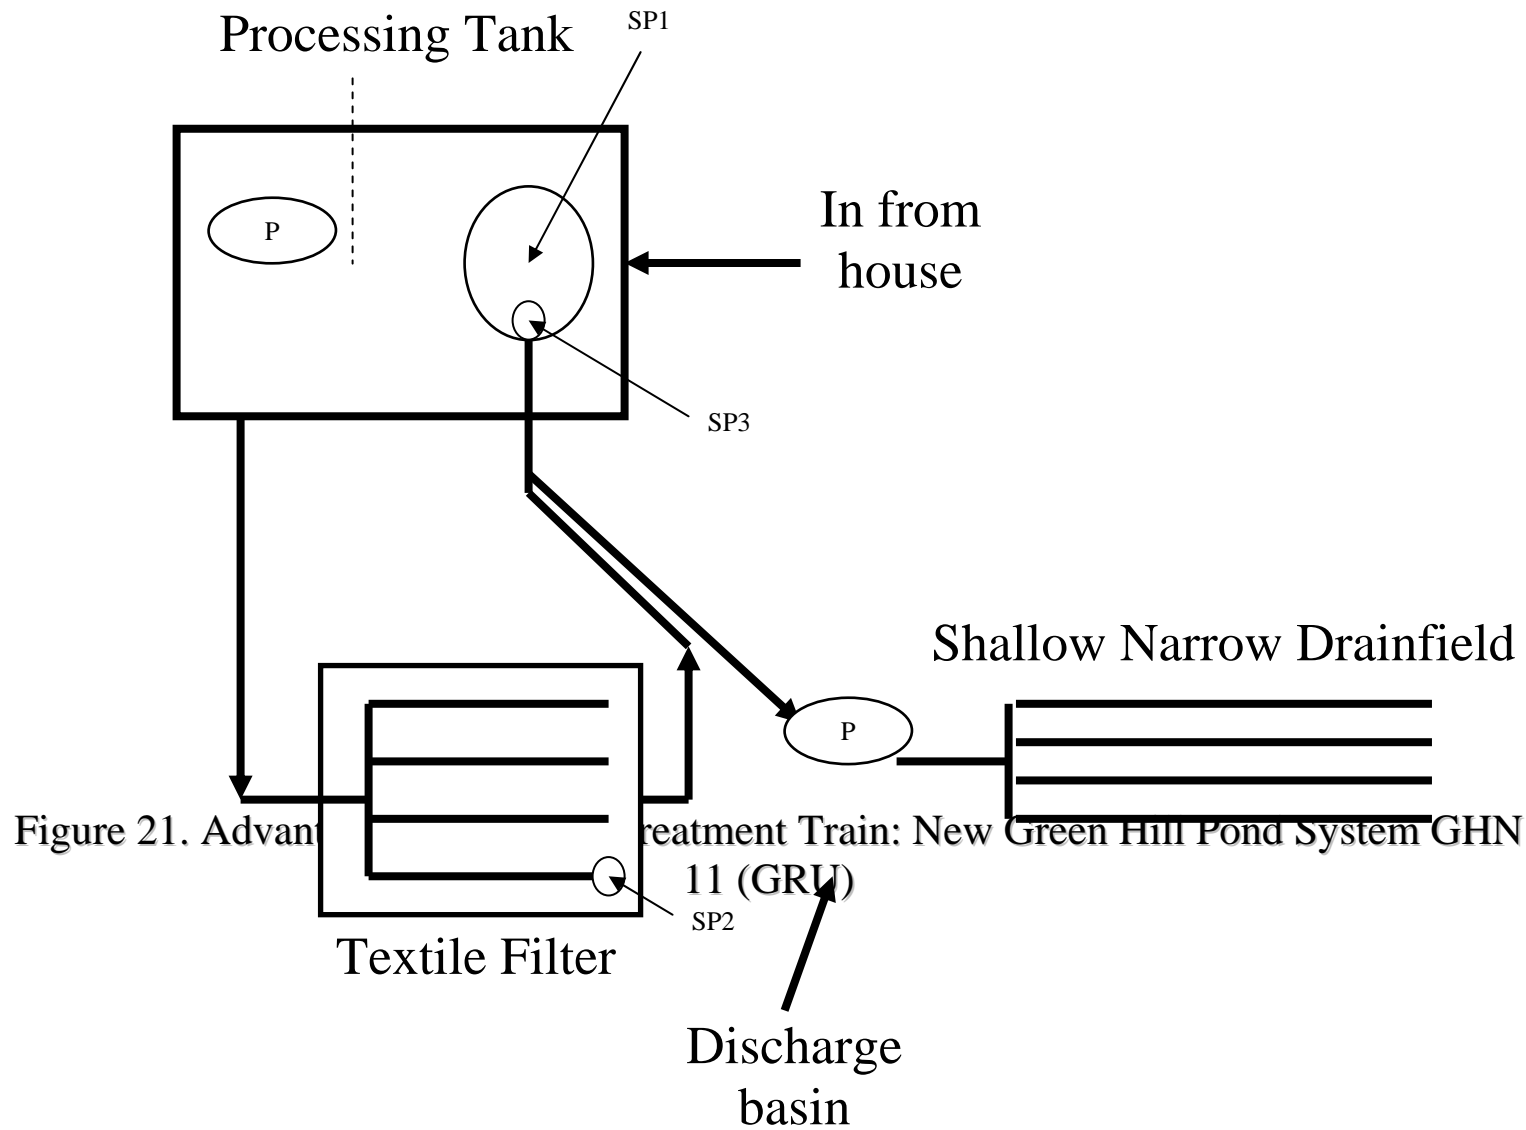 Processing Tank
SP1
P
In from
house
SP3
Shallow Narrow Drainfield
P
Figure 21. Advant reatment Train: New Green Hill Pond System GHN
11 (GRU)
SP2
Textile Filter
Discharge
basin